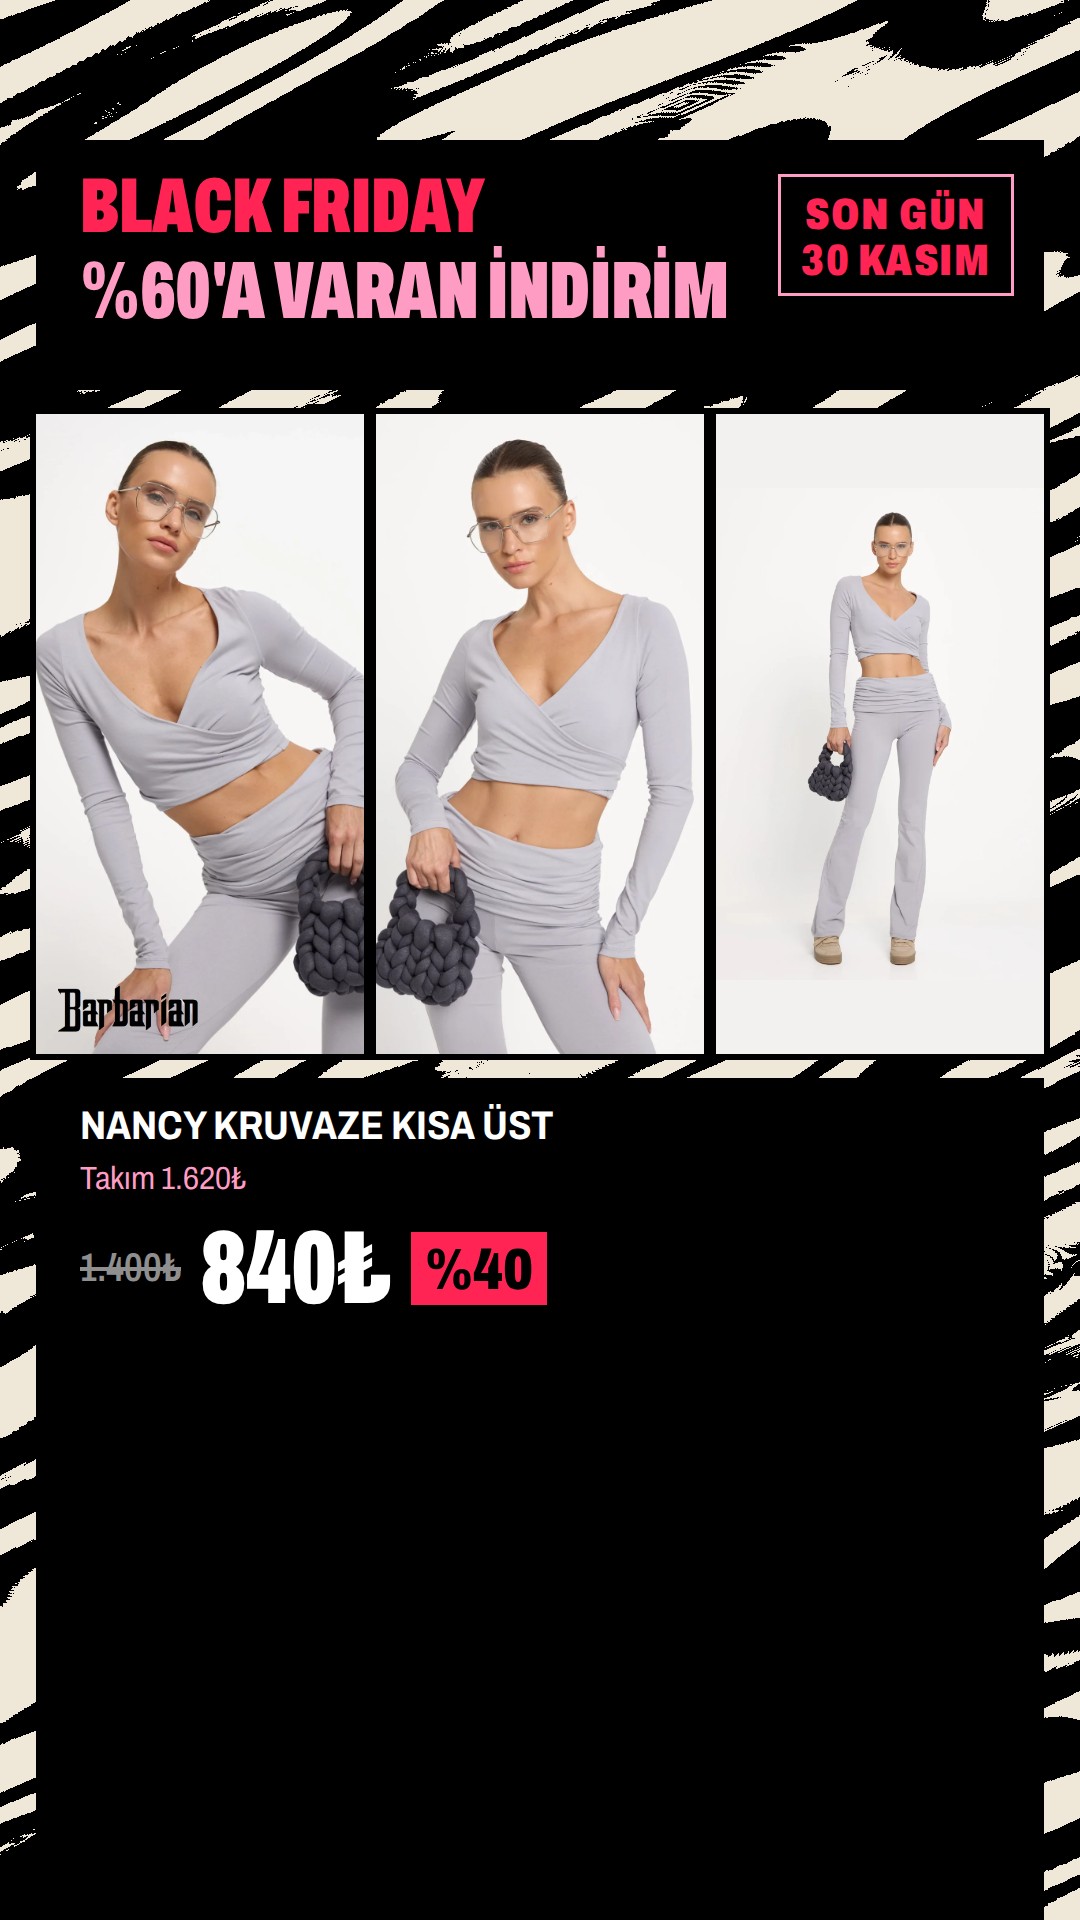 BLACK FRIDAY
%60'A VARAN İNDİRİM
SON GÜN
30 KASIM
Barbarian
NANCY KRUVAZE KISA ÜST
Takım 1.620₺
1.400₺ 840₺ %40